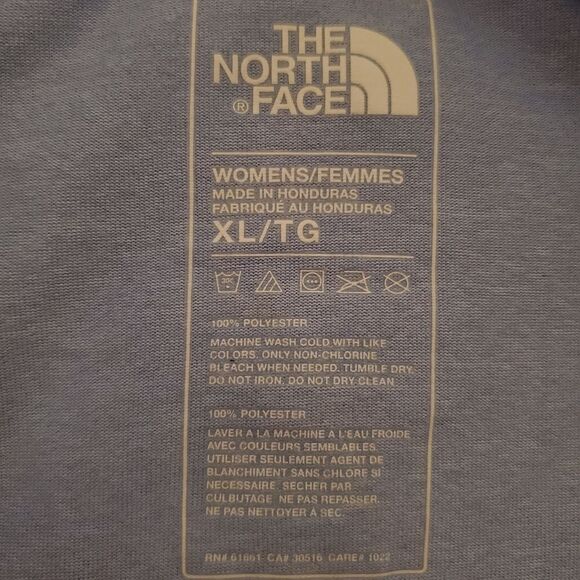 THE
NORTH
® FACE
WOMENS/FEMMES
MADE IN HONDURAS
FABRIQUÉ AU HONDURAS
XL/TG
30C
100% POLYESTER
MACHINE WASH COLD WITH LIKE
COLORS. ONLY NON-CHLORINE
BLEACH WHEN NEEDED. TUMBLE DRY.
DO NOT IRON. DO NOT DRY CLEAN.
100% POLYESTER
LAVER A LA MACHINE A L'EAU FROIDE
AVEC COULEURS SEMBLABLES.
UTILISER SEULEMENT AGENT DE
BLANCHIMENT SANS CHLORE SI
NECESSAIRE. SECHER PAR
CULBUTAGE. NE PAS REPASSER.
NE PAS NETTOYER À SEC.
RN# 61661 CA# 30516 CARE# 1022